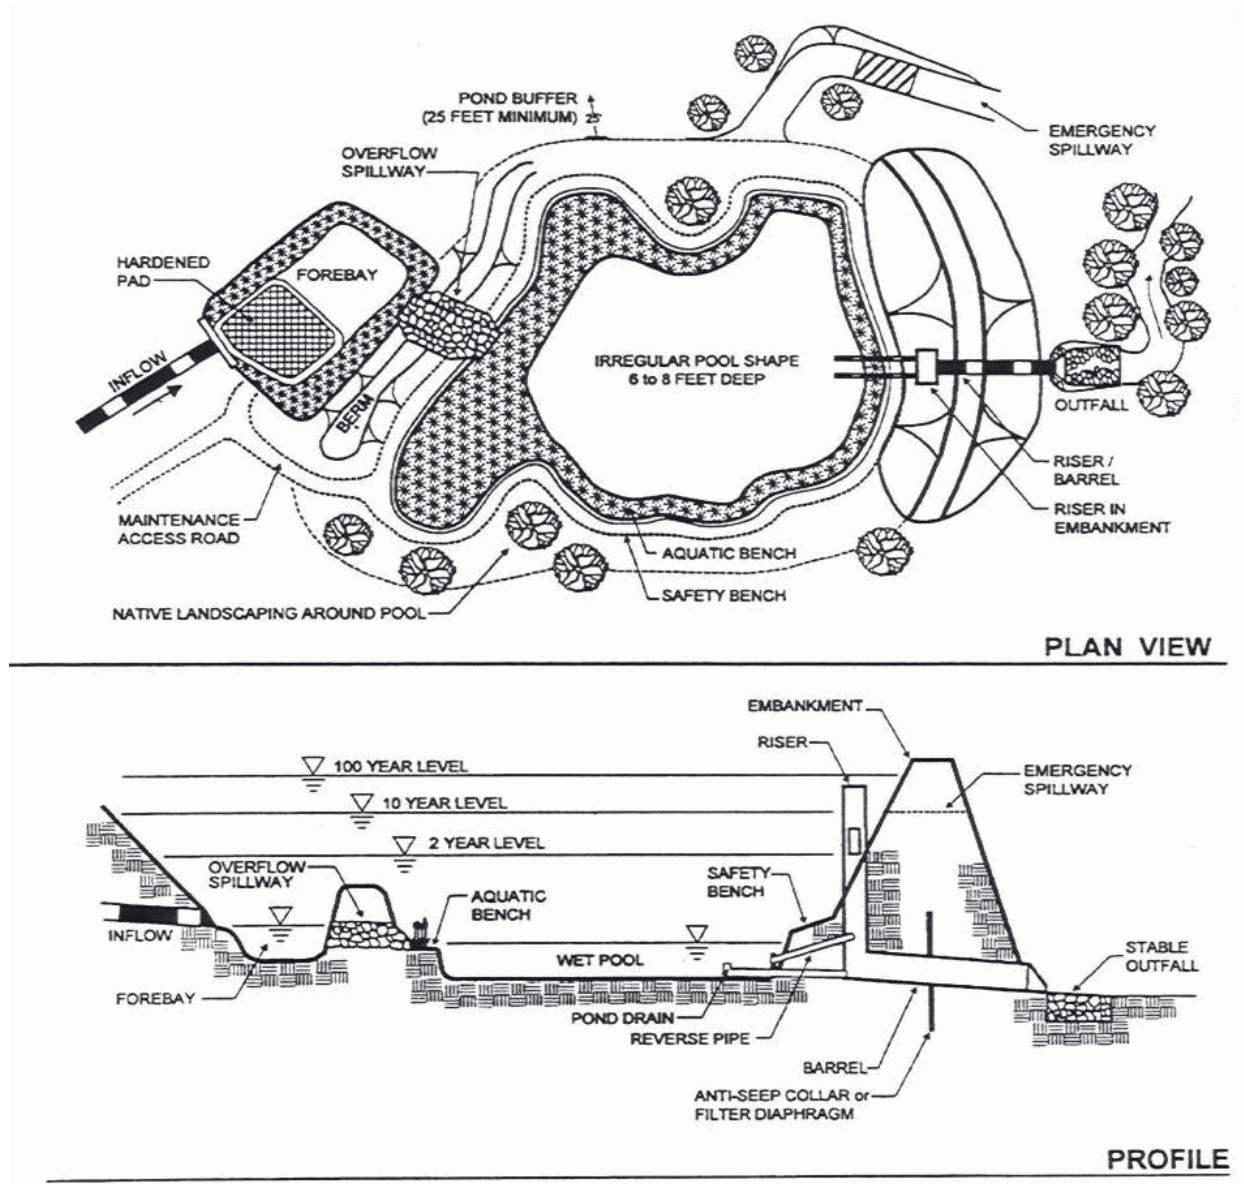 POND BUFFER
(25 FEET MINIMUM)
25'
OVERFLOW
SPILLWAY
EMERGENCY
SPILLWAY
HARDENED
PAD
FOREBAY
INFLOW
BERM
IRREGULAR POOL SHAPE
6 to 8 FEET DEEP
OUTFALL
RISER /
BARREL
RISER IN
EMBANKMENT
MAINTENANCE
ACCESS ROAD
AQUATIC BENCH
SAFETY BENCH
NATIVE LANDSCAPING AROUND POOL
PLAN VIEW
EMBANKMENT
RISER
100 YEAR LEVEL
EMERGENCY
SPILLWAY
10 YEAR LEVEL
2 YEAR LEVEL
OVERFLOW
SPILLWAY
SAFETY
BENCH
AQUATIC
BENCH
INFLOW
WET POOL
STABLE
OUTFALL
FOREBAY
POND DRAIN
REVERSE PIPE
BARREL
ANTI-SEEP COLLAR or
FILTER DIAPHRAGM
PROFILE